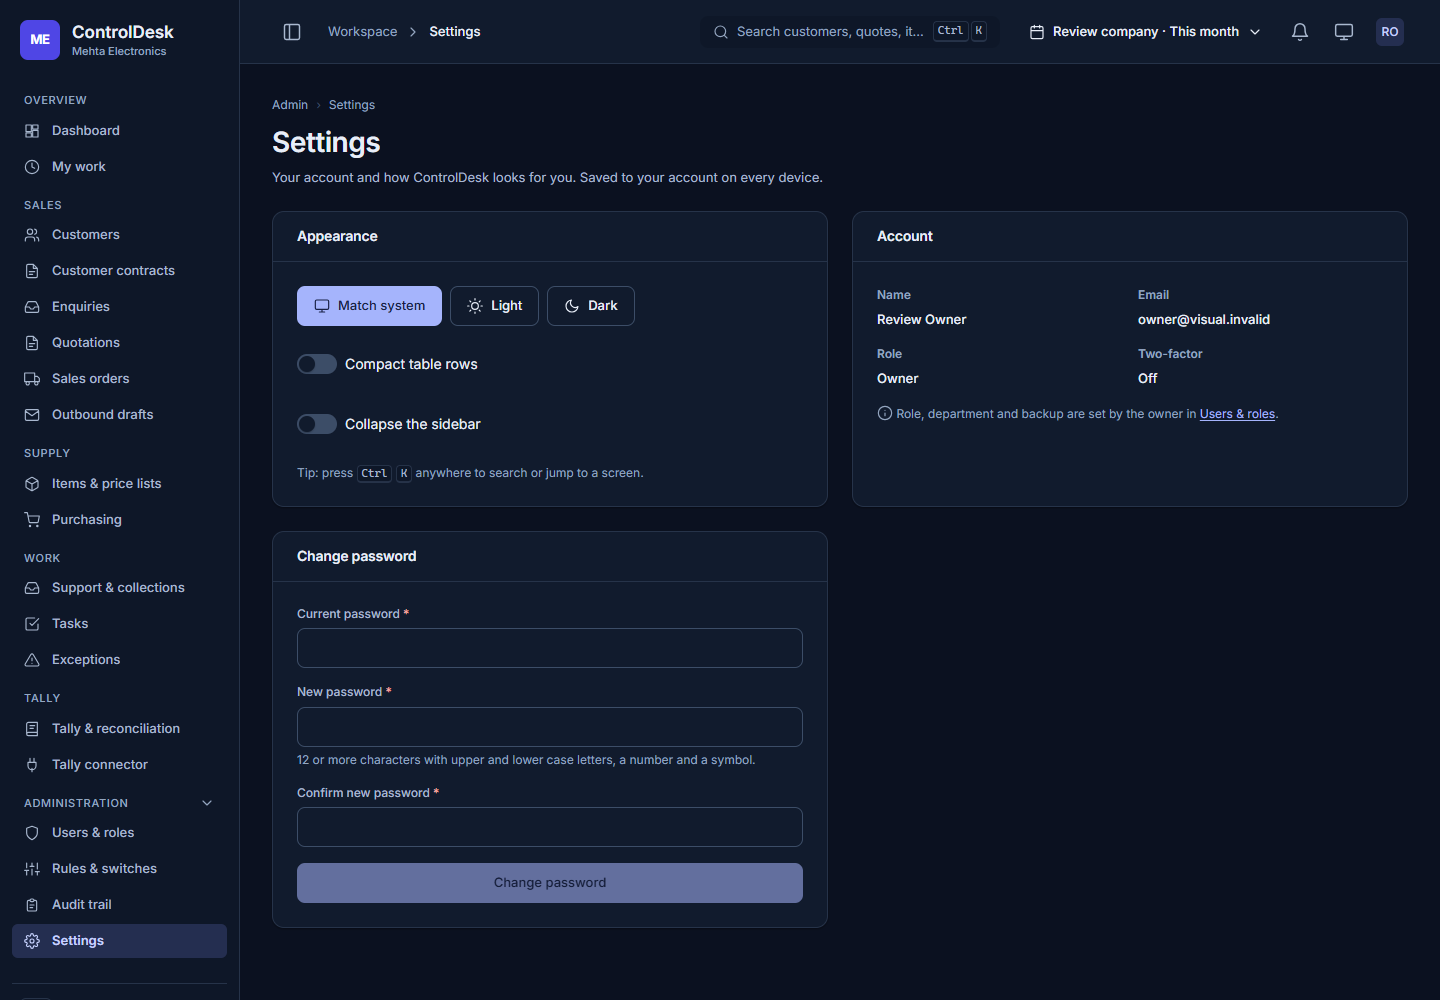 ME
ControlDesk
Mehta Electronics
OVERVIEW
Dashboard
My work
SALES
Customers
Customer contracts
Enquiries
Quotations
Sales orders
Outbound drafts
SUPPLY
Items & price lists
Purchasing
WORK
Support & collections
Tasks
Exceptions
TALLY
Tally & reconciliation
Tally connector
ADMINISTRATION
Users & roles
Rules & switches
Audit trail
Settings
Workspace > Settings
Search customers, quotes, it... Ctrl K
Review company · This month
RO
Admin > Settings
Settings
Your account and how ControlDesk looks for you. Saved to your account on every device.
Appearance
Match system Light Dark
Compact table rows
Collapse the sidebar
Tip: press Ctrl K anywhere to search or jump to a screen.
Account
Name Email
Review Owner owner@visual.invalid
Role Two-factor
Owner Off
Role, department and backup are set by the owner in Users & roles.
Change password
Current password *
New password *
12 or more characters with upper and lower case letters, a number and a symbol.
Confirm new password *
Change password